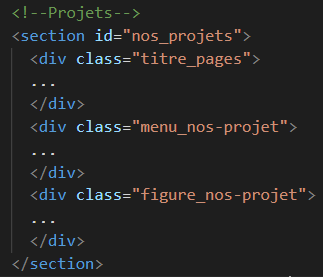 <!--Projets-->
<section id="nos_projets">
<div class="titre_pages">
...
</div>
<div class="menu_nos-projet">
...
</div>
<div class="figure_nos-projet">
...
</div>
</section>